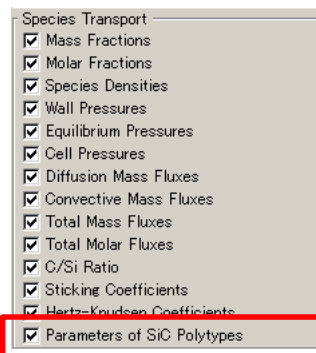 Species Transport
Mass Fractions
Molar Fractions
Species Densities
Wall Pressures
Equilibrium Pressures
Cell Pressures
Diffusion Mass Fluxes
Convective Mass Fluxes
Total Mass Fluxes
Total Molar Fluxes
C/Si Ratio
Sticking Coefficients
Hertz-Knudsen Coefficients
Parameters of SiC Polytypes